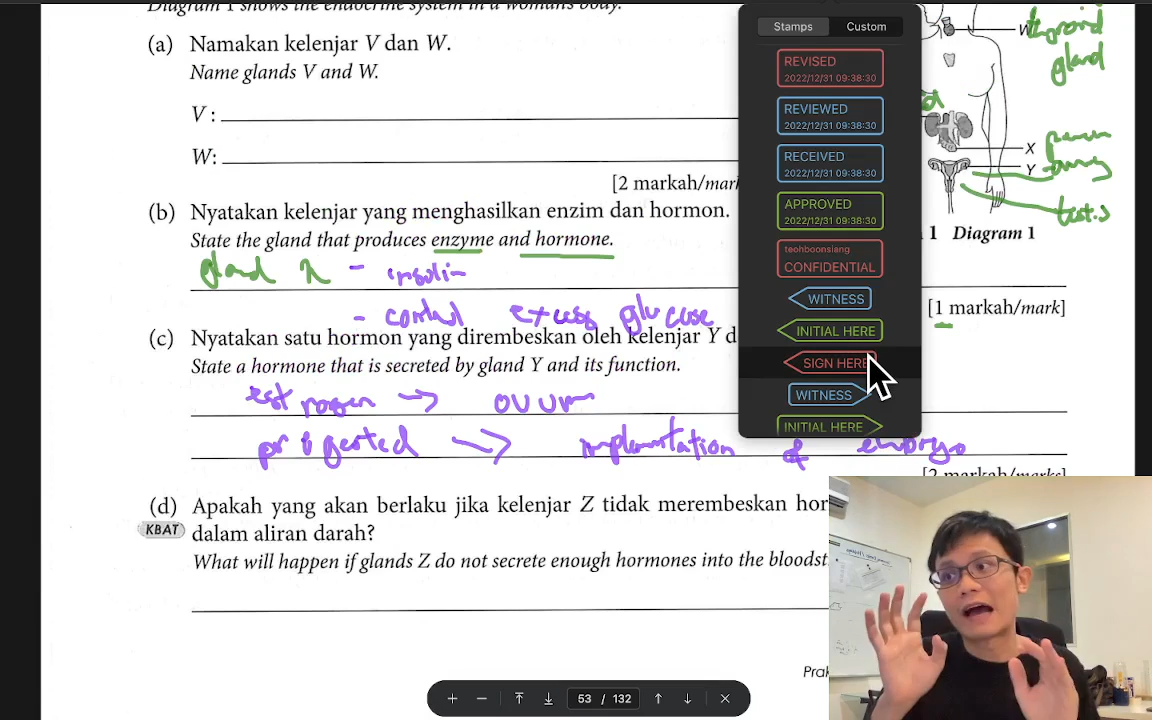 Diagram 1 shows the endocrine system in a woman's body.
(a) Namakan kelenjar V dan W.
Name glands V and W.
V :
W:
[2 markah/mark
(b) Nyatakan kelenjar yang menghasilkan enzim dan hormon.
State the gland that produces enzyme and hormone.
gland X - insulin
- control excess glucose
[1 markah/mark]
(c) Nyatakan satu hormon yang dirembeskan oleh kelenjar Y d
State a hormone that is secreted by gland Y and its function.
estrogen → ovum
→ implantation of embryo
[2 markah/marks]
(d) Apakah yang akan berlaku jika kelenjar Z tidak merembeskan hor
KBAT dalam aliran darah?
What will happen if glands Z do not secrete enough hormones into the bloodst
Prak
Stamps Custom
REVISED
2022/12/31 09:38:30
REVIEWED
2022/12/31 09:38:30
RECEIVED
2022/12/31 09:38:30
APPROVED
2022/12/31 09:38:30
teohboonsiang
CONFIDENTIAL
WITNESS
INITIAL HERE
SIGN HERE
WITNESS
INITIAL HERE
W thyroid
gland
X
Y
testis
1 Diagram 1
53 / 132